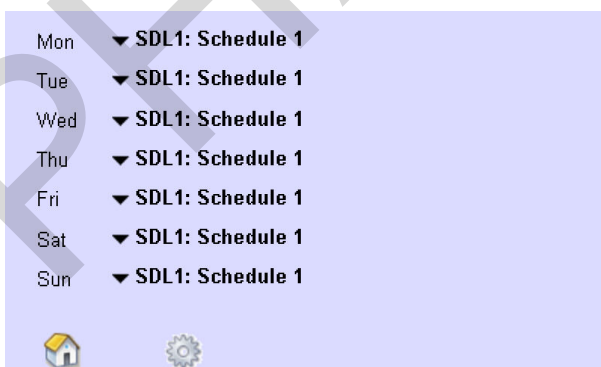 Mon SDL1: Schedule 1
Tue SDL1: Schedule 1
Wed SDL1: Schedule 1
Thu SDL1: Schedule 1
Fri SDL1: Schedule 1
Sat SDL1: Schedule 1
Sun SDL1: Schedule 1